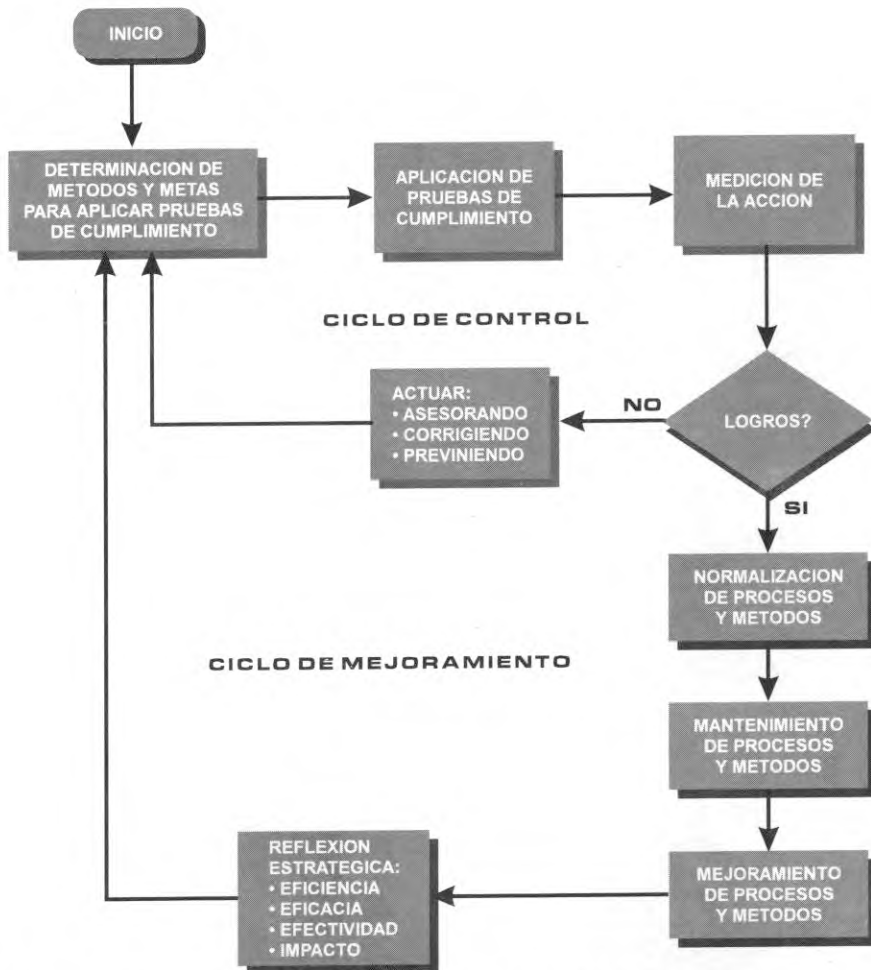 INICIO
DETERMINACION DE
METODOS Y METAS
PARA APLICAR PRUEBAS
DE CUMPLIMIENTO
APLICACION DE
PRUEBAS DE
CUMPLIMIENTO
MEDICION DE
LA ACCION
CICLO DE CONTROL
ACTUAR:
• ASESORANDO
• CORRIGIENDO
• PREVINIENDO
NO
LOGROS?
SI
NORMALIZACION
DE PROCESOS
Y METODOS
CICLO DE MEJORAMIENTO
MANTENIMIENTO
DE PROCESOS
Y METODOS
MEJORAMIENTO
DE PROCESOS
Y METODOS
REFLEXION
ESTRATEGICA:
• EFICIENCIA
• EFICACIA
• EFECTIVIDAD
• IMPACTO